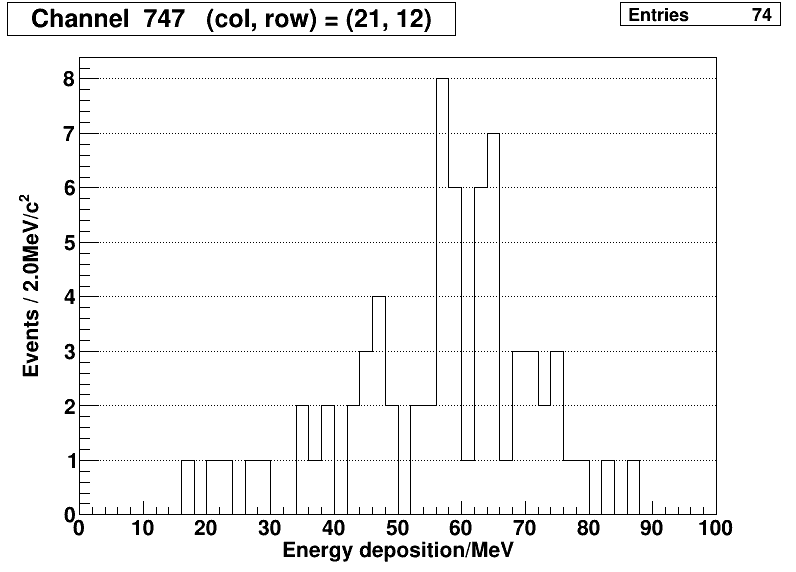 Channel 747 (col, row) = (21, 12)
Entries 74
8
7
6
5
4
3
2
1
0
Events / 2.0MeV/c²
0 10 20 30 40 50 60 70 80 90 100
Energy deposition/MeV